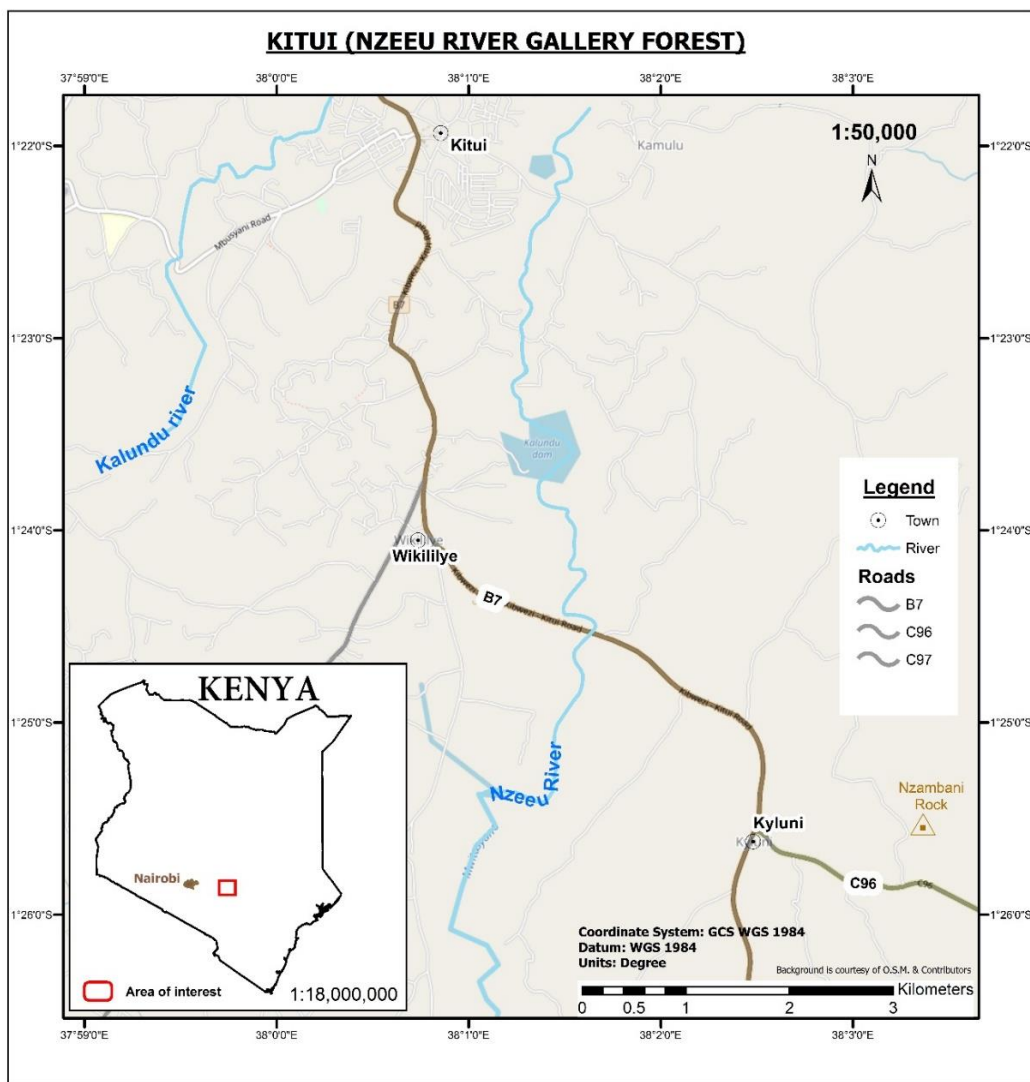 KITUI (NZEEU RIVER GALLERY FOREST)
37°59'0"E 38°0'0"E 38°1'0"E 38°2'0"E 38°3'0"E
1:50,000
N
Kitui
Kamulu
1°22'0"S 1°22'0"S
Mbusyani Road
B7
1°23'0"S 1°23'0"S
Kalundu river
Kalundu dam
Legend
Town
River
Roads
B7
C96
C97
1°24'0"S 1°24'0"S
Wikililye
B7
Kibwezi - Kitui Road
Kibwezi - Kitui Road
1°25'0"S 1°25'0"S
Nzeeu River
Nzambani
Rock
Kyluni
C96
C96
1°26'0"S 1°26'0"S
KENYA
Nairobi
Area of interest
1:18,000,000
Coordinate System: GCS WGS 1984
Datum: WGS 1984
Units: Degree
Background is courtesy of O.S.M. & Contributors
Kilometers
0 0.5 1 2 3
37°59'0"E 38°0'0"E 38°1'0"E 38°2'0"E 38°3'0"E